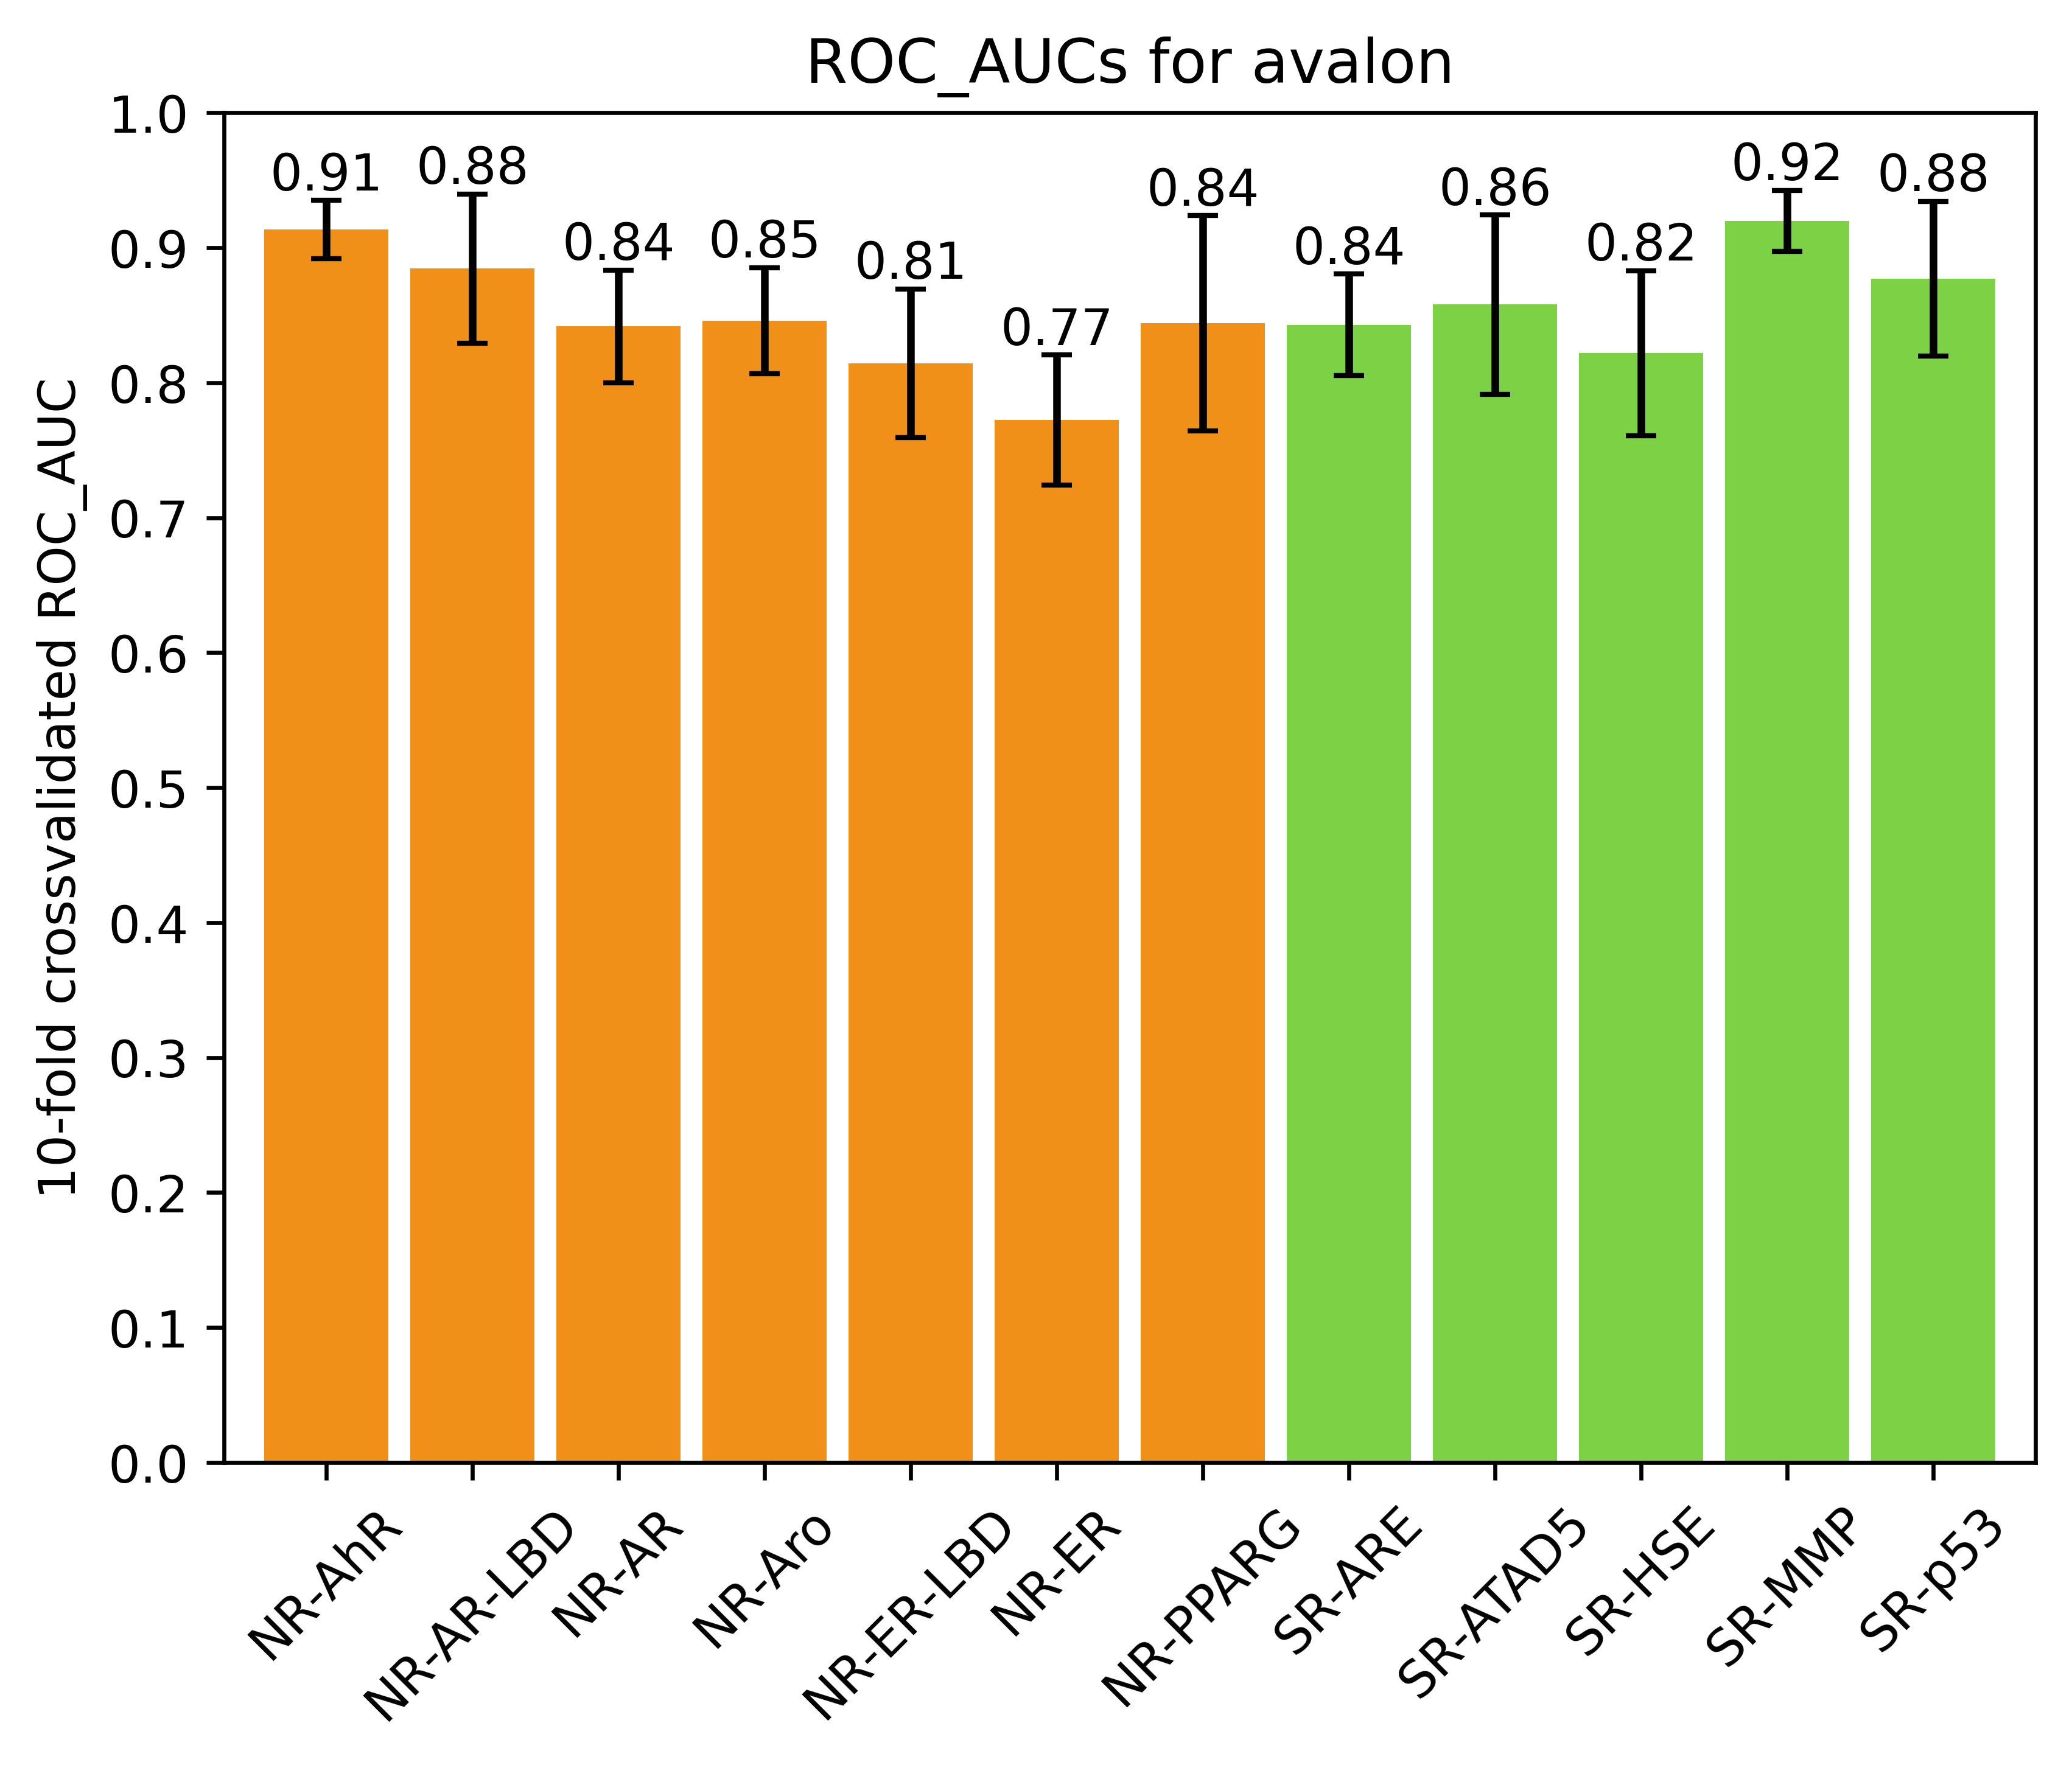 ROC_AUCs for avalon
10-fold crossvalidated ROC_AUC
1.0
0.9
0.8
0.7
0.6
0.5
0.4
0.3
0.2
0.1
0.0
0.91
0.88
0.84
0.85
0.81
0.77
0.84
0.84
0.86
0.82
0.92
0.88
NR-AhR
NR-AR-LBD
NR-AR
NR-Aro
NR-ER-LBD
NR-ER
NR-PPARG
SR-ARE
SR-ATAD5
SR-HSE
SR-MMP
SR-p53